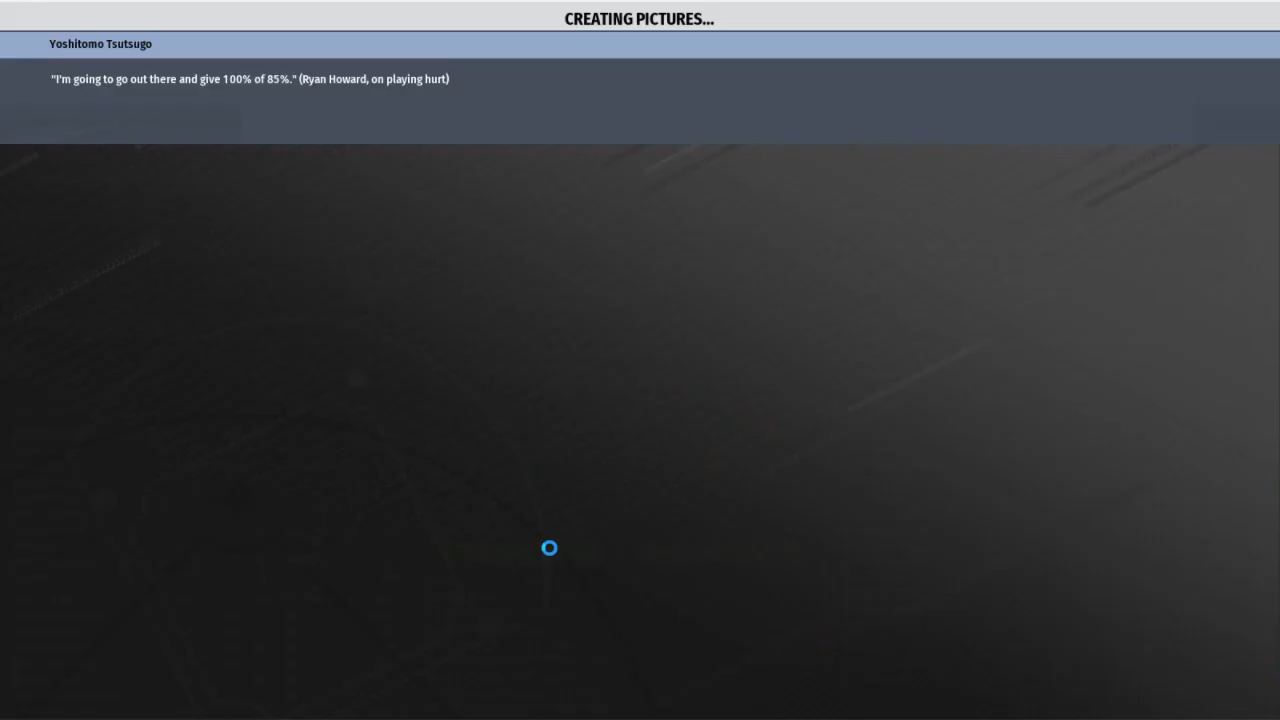 CREATING PICTURES...
Yoshitomo Tsutsugo
"I'm going to go out there and give 100% of 85%." (Ryan Howard, on playing hurt)